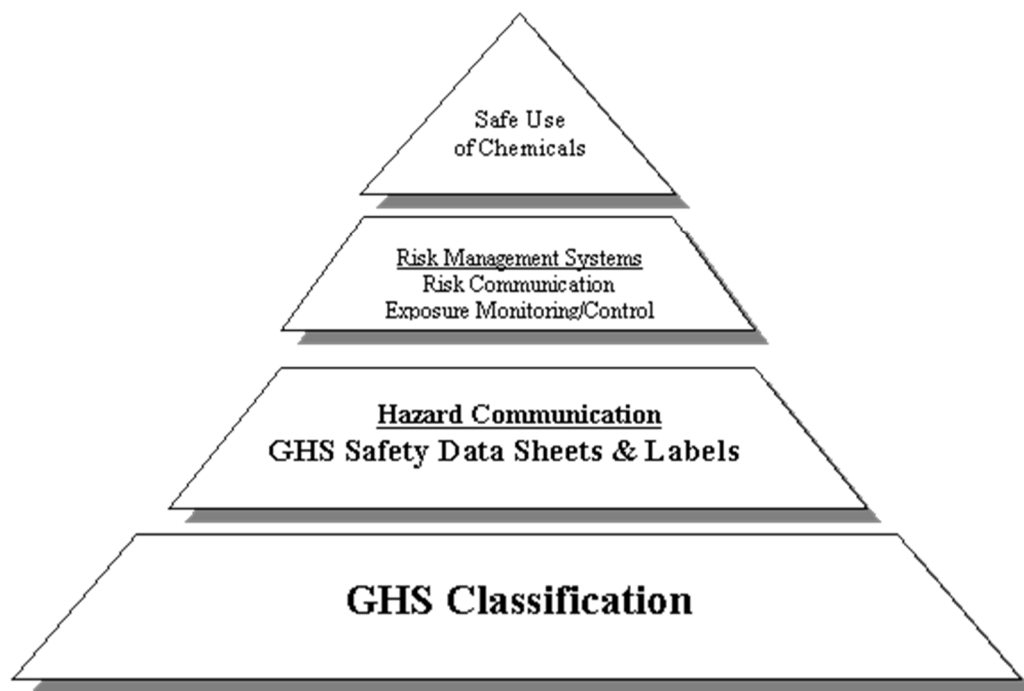 Safe Use
of Chemicals
Risk Management Systems
Risk Communication
Exposure Monitoring/Control
Hazard Communication
GHS Safety Data Sheets & Labels
GHS Classification